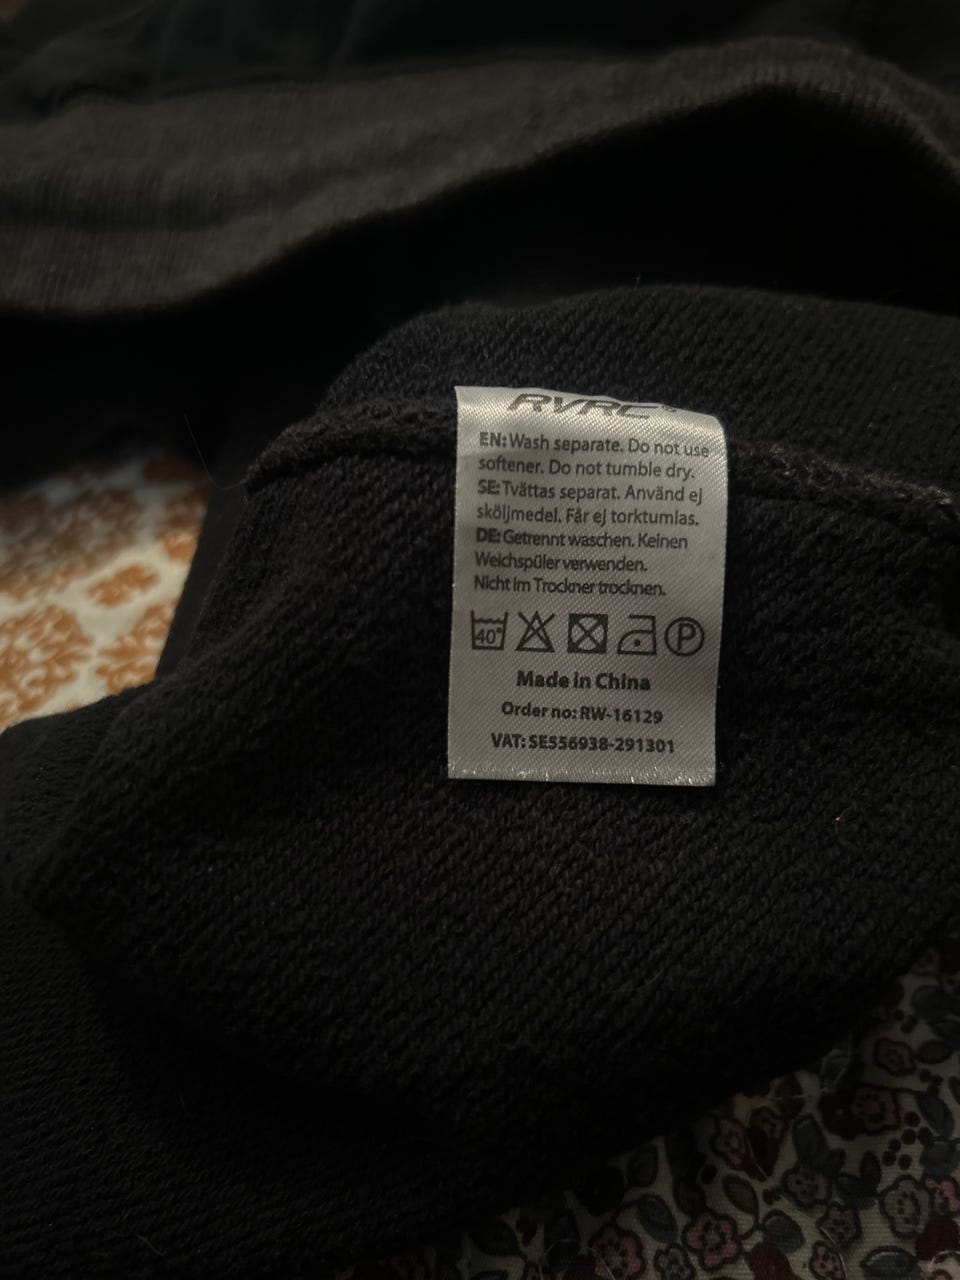 RVRC®
EN: Wash separate. Do not use
softener. Do not tumble dry.
SE: Tvättas separat. Använd ej
sköljmedel. Får ej torktumlas.
DE: Getrennt waschen. Keinen
Weichspüler verwenden.
Nicht im Trockner trocknen.
40° P
Made in China
Order no: RW-16129
VAT: SE556938-291301